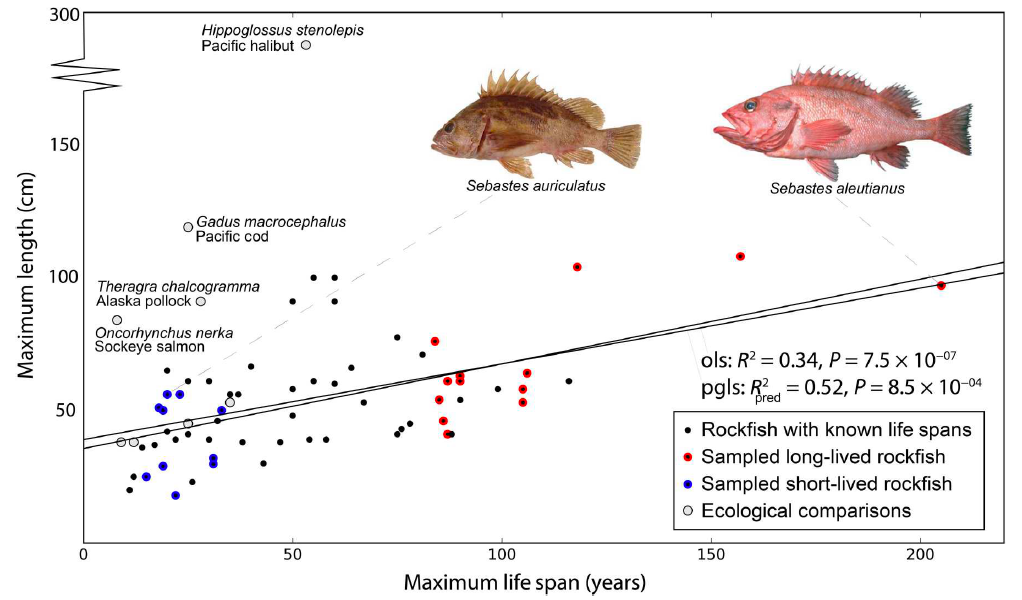 300
Hippoglossus stenolepis
Pacific halibut
150
Sebastes auriculatus
Sebastes aleutianus
Gadus macrocephalus
Pacific cod
Maximum length (cm)
100
Theragra chalcogramma
Alaska pollock
Oncorhynchus nerka
Sockeye salmon
ols: R² = 0.34, P = 7.5 × 10⁻⁰⁷
pgls: R²pred = 0.52, P = 8.5 × 10⁻⁰⁴
50
Rockfish with known life spans
Sampled long-lived rockfish
Sampled short-lived rockfish
Ecological comparisons
0 50 100 150 200
Maximum life span (years)